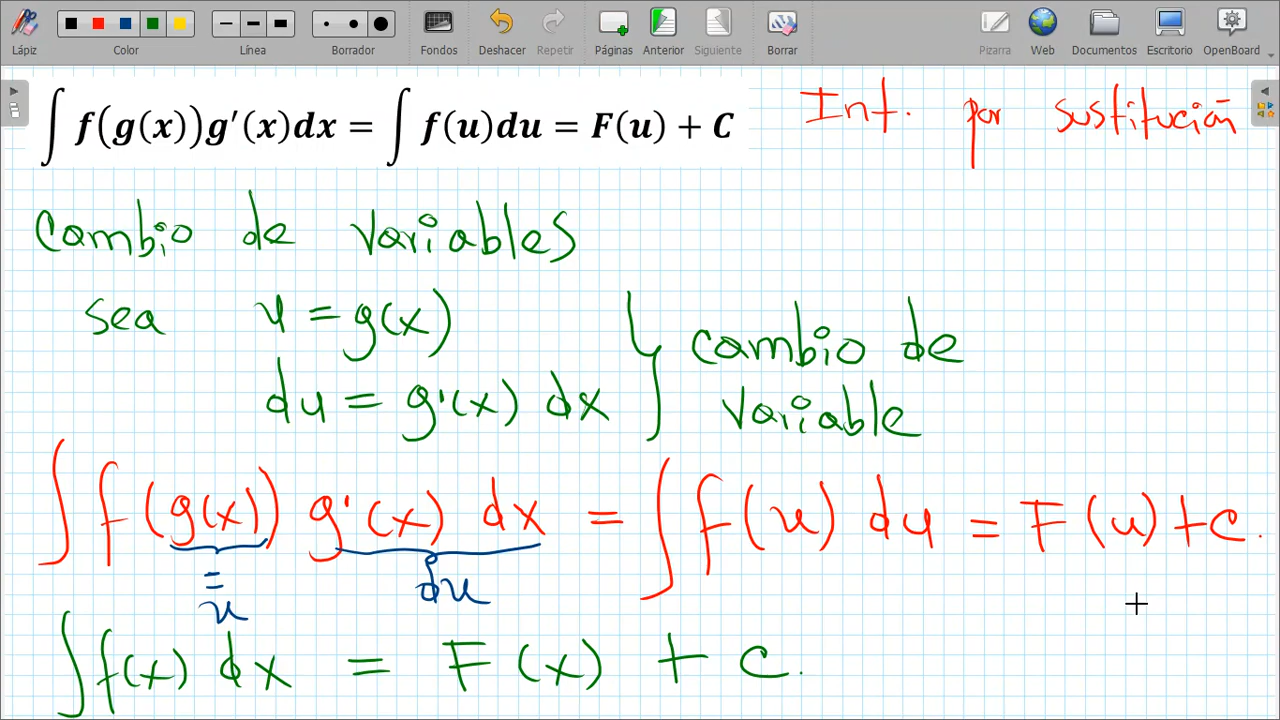 Lápiz Color Línea Borrador Fondos Deshacer Repetir Páginas Anterior Siguiente Borrar Pizarra Web Documentos Escritorio OpenBoard
∫ f(g(x))g'(x)dx = ∫ f(u)du = F(u) + C
Int. por sustitución
cambio de variables
sea u = g(x)
du = g'(x) dx
cambio de
variable
∫ f(g(x)) g'(x) dx = ∫ f(u) du = F(u) + c.
= u
du
∫ f(x) dx = F(x) + c.